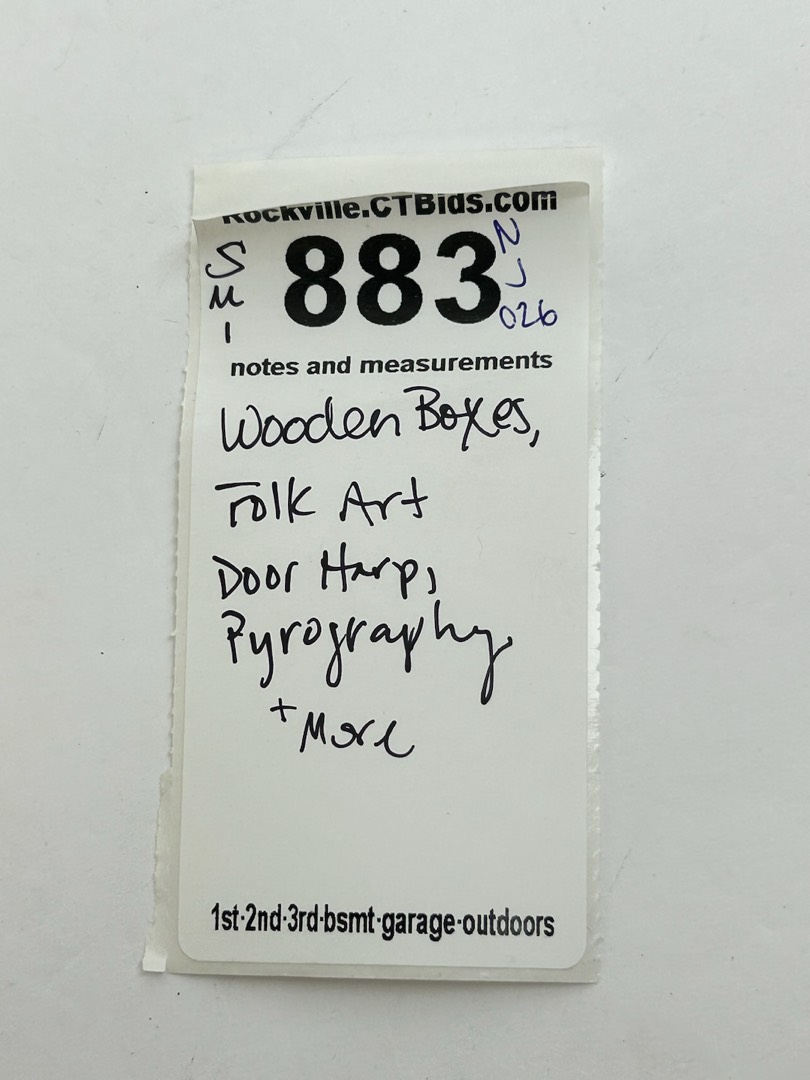 Rockville.CTBids.com
S
M
1
883
N
J
026
notes and measurements
Wooden Boxes,
Folk Art
Door Harp,
Pyrography
+ More
1st·2nd·3rd·bsmt·garage·outdoors